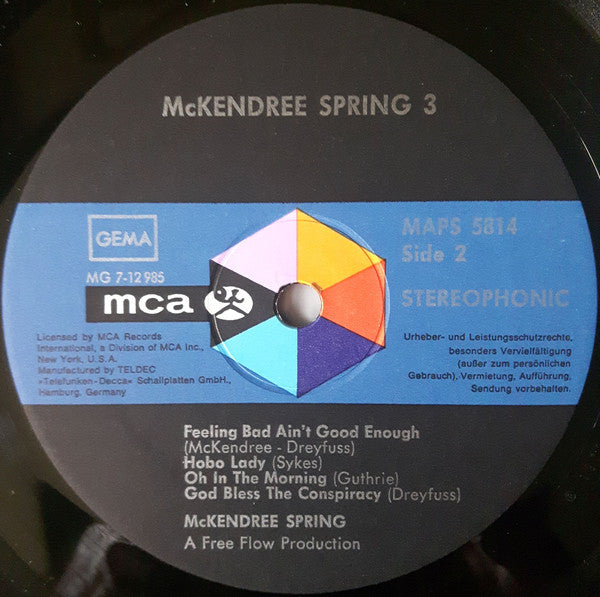 McKENDREE SPRING 3
GEMA
MG 7-12 985
mca
MAPS 5814
Side 2
STEREOPHONIC
Licensed by MCA Records
International, a Division of MCA Inc.,
New York, U.S.A.
Manufactured by TELDEC
»Telefunken-Decca« Schallplatten GmbH.,
Hamburg, Germany
Urheber- und Leistungsschutzrechte,
besonders Vervielfältigung
(außer zum persönlichen
Gebrauch), Vermietung, Aufführung,
Sendung vorbehalten.
Feeling Bad Ain't Good Enough
(McKendree - Dreyfuss)
Hobo Lady (Sykes)
Oh In The Morning (Guthrie)
God Bless The Conspiracy (Dreyfuss)
McKENDREE SPRING
A Free Flow Production